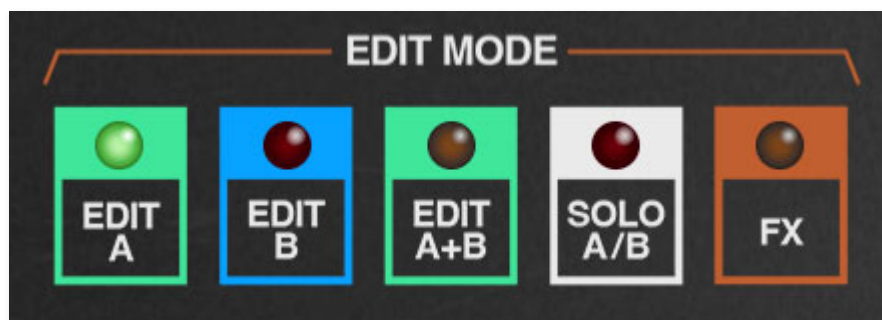 EDIT MODE
EDIT
A
EDIT
B
EDIT
A+B
SOLO
A/B
FX